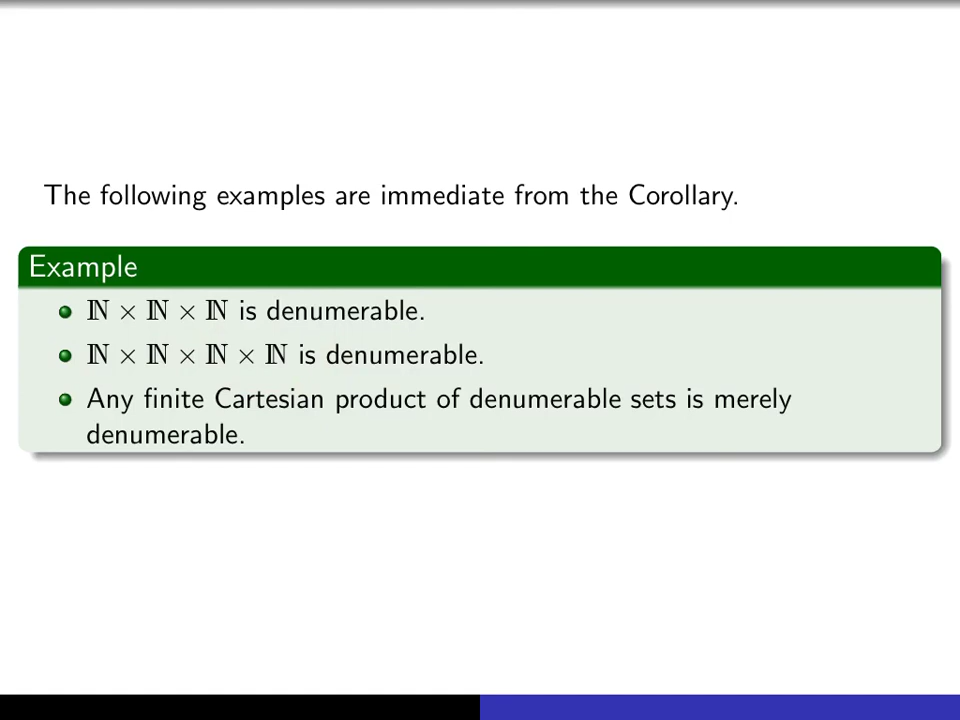 The following examples are immediate from the Corollary.
Example
ℕ × ℕ × ℕ is denumerable.
ℕ × ℕ × ℕ × ℕ is denumerable.
Any finite Cartesian product of denumerable sets is merely
denumerable.